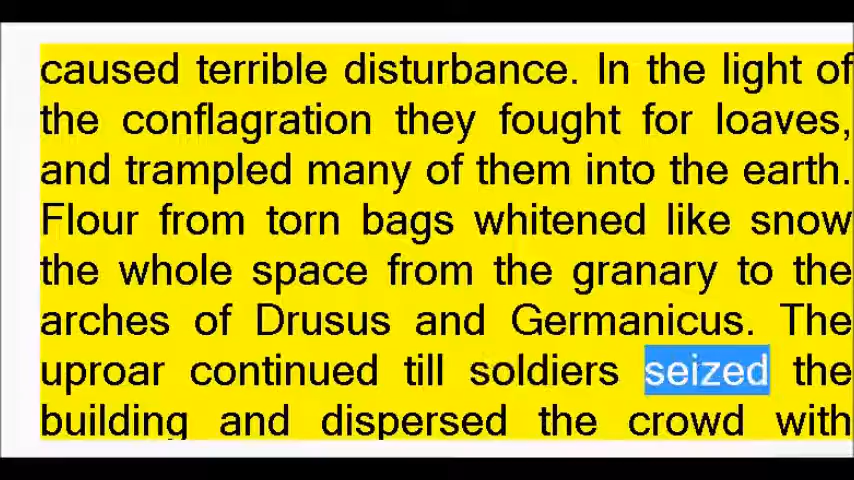 caused terrible disturbance. In the light of
the conflagration they fought for loaves,
and trampled many of them into the earth.
Flour from torn bags whitened like snow
the whole space from the granary to the
arches of Drusus and Germanicus. The
uproar continued till soldiers seized the
building and dispersed the crowd with